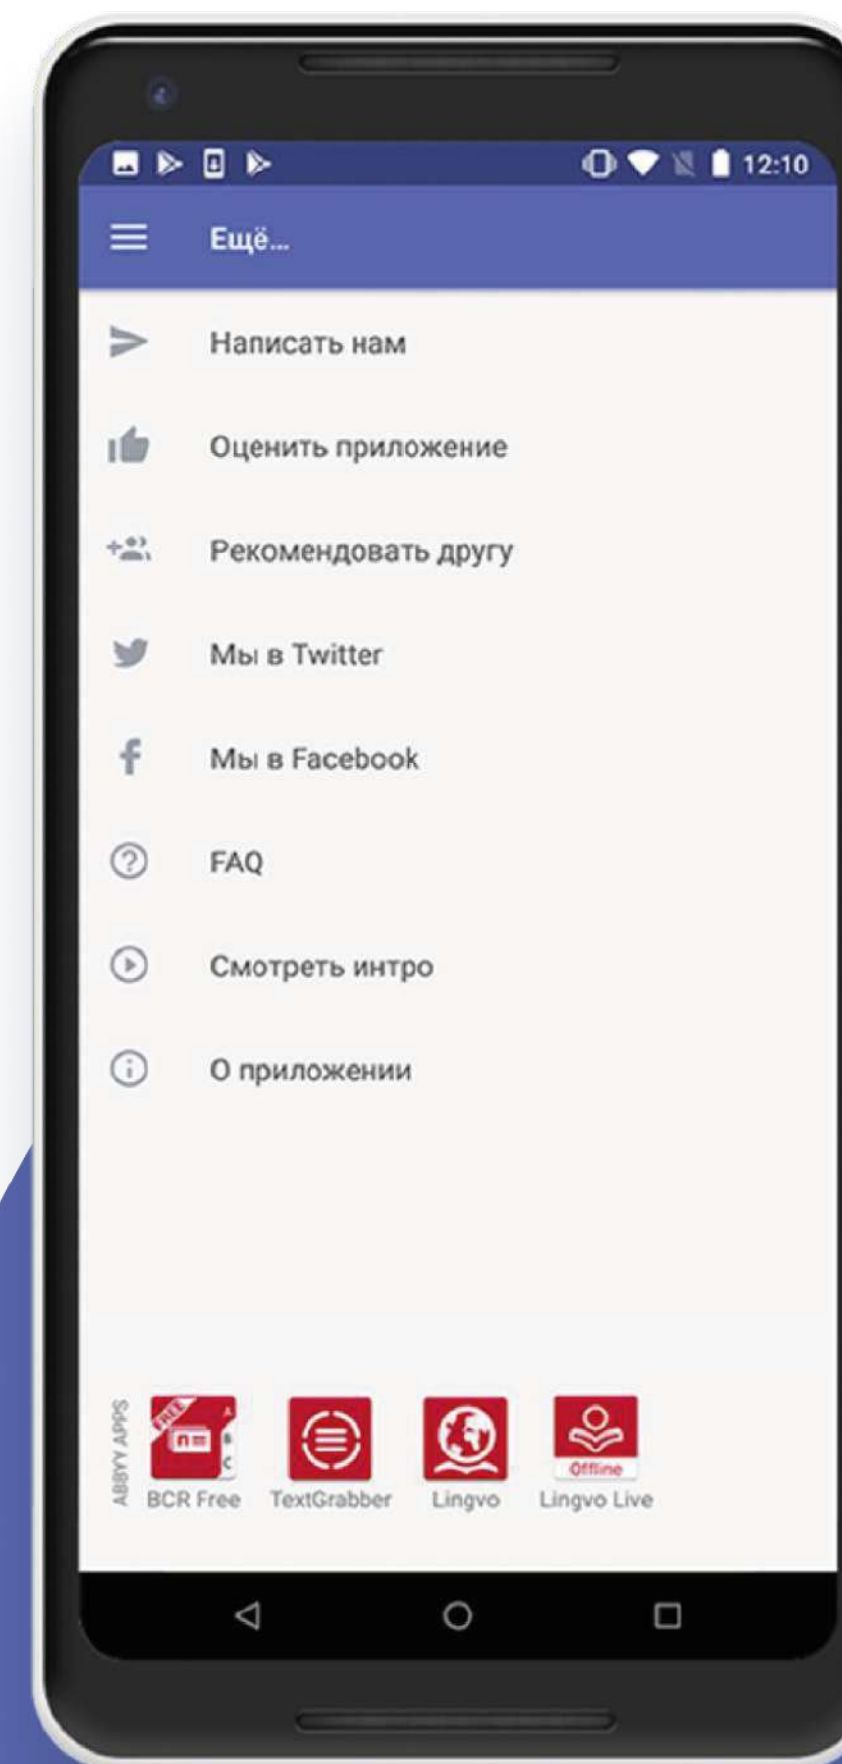 12:10
Ещё...
Написать нам
Оценить приложение
Рекомендовать другу
Мы в Twitter
Мы в Facebook
FAQ
Смотреть интро
О приложении
ABBYY APPS
FREE
A
B
C
BCR Free
TextGrabber
Lingvo
Offline
Lingvo Live